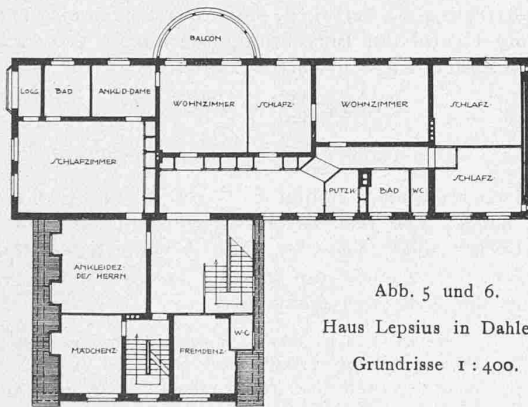 BALCON
LOGG.
BAD
ANKL·D·DAME
WOHNZIMMER
SCHLAFZ·
WOHNZIMMER
SCHLAFZ·
SCHLAFZIMMER
SCHLAFZ·
PUTZR·
BAD
WC
ANKLEIDEZ·
DES HERRN
MÄDCHENZ·
FREMDENZ·
W·C·
Abb. 5 und 6.
Haus Lepsius in Dahle
Grundrisse 1 : 400.